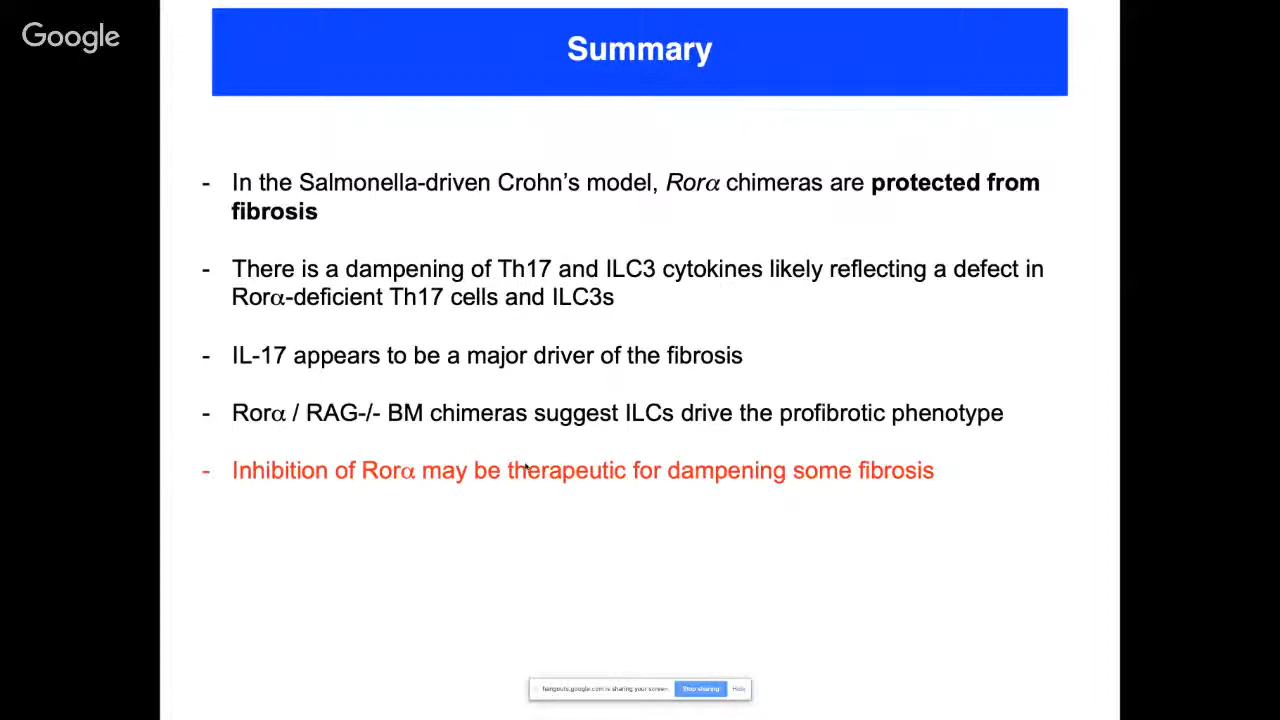 Google
Summary
- In the Salmonella-driven Crohn’s model, Rorα chimeras are protected from
fibrosis
- There is a dampening of Th17 and ILC3 cytokines likely reflecting a defect in
Rorα-deficient Th17 cells and ILC3s
- IL-17 appears to be a major driver of the fibrosis
- Rorα / RAG-/- BM chimeras suggest ILCs drive the profibrotic phenotype
- Inhibition of Rorα may be therapeutic for dampening some fibrosis
hangouts.google.com is sharing your screen. Stop sharing Hide